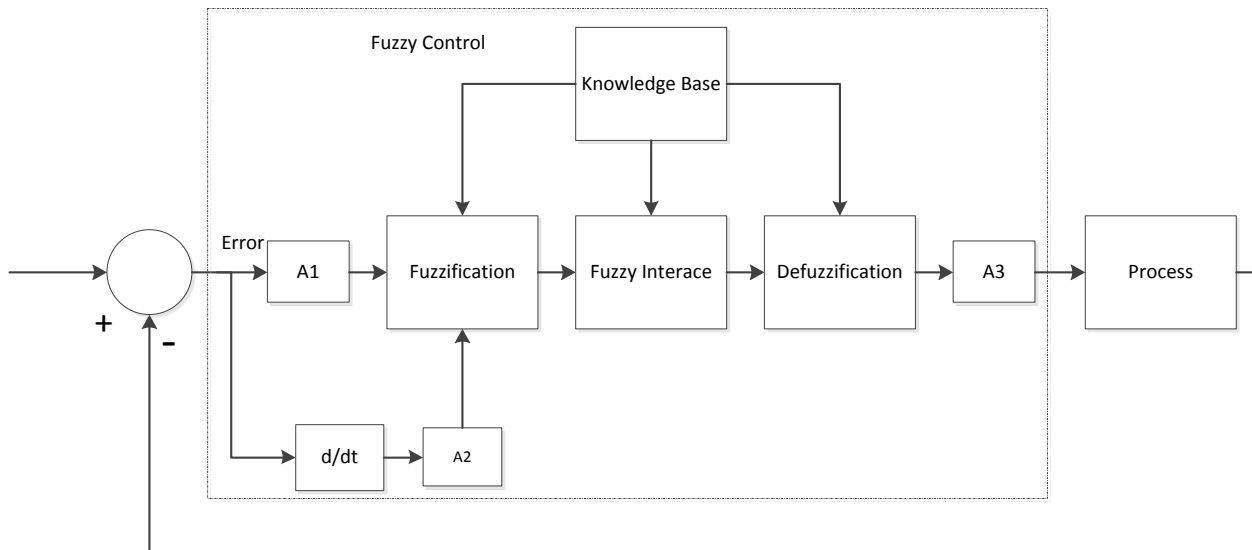 Fuzzy Control
Knowledge Base
Error
A1
Fuzzification
Fuzzy Interace
Defuzzification
A3
Process
+
-
d/dt
A2